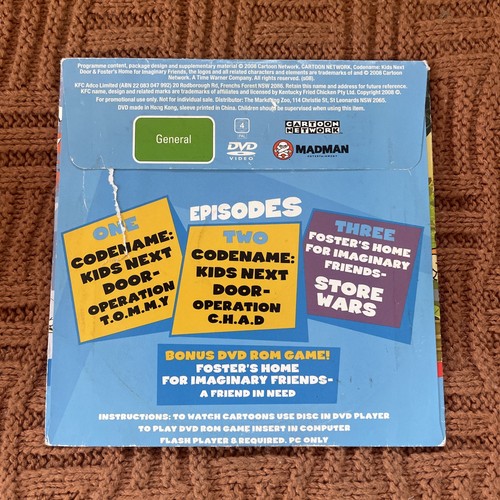 Programme content, package design and supplementary material © 2008 Cartoon Network. CARTOON NETWORK, Codename: Kids Next
Door & Foster's Home for Imaginary Friends, the logos and all related characters and elements are trademarks of and © 2008 Cartoon
Network. A Time Warner Company. All rights reserved. (s08).
KFC Adco Limited (ABN 22 083 047 992) 20 Rodborough Rd, Frenchs Forest NSW 2086. Retain this name and address for future reference.
KFC name, design and related marks are trademarks of affiliates and licensed by Kentucky Fried Chicken Pty Ltd. Copyright 2008 ©.
For promotional use only. Not for individual sale. Distributor: The Marketing Zoo, 114 Christie St, St Leonards NSW 2065.
DVD made in Hong Kong, sleeve printed in China. Children should be supervised when using this item.
General
4
PAL
DVD
VIDEO
CARTOON
NETWORK
MADMAN
ENTERTAINMENT
EPISODES
ONE
CODENAME:
KIDS NEXT
DOOR-
OPERATION
T.O.M.M.Y
TWO
CODENAME:
KIDS NEXT
DOOR-
OPERATION
C.H.A.D
THREE
FOSTER'S HOME
FOR IMAGINARY
FRIENDS-
STORE
WARS
BONUS DVD ROM GAME!
FOSTER'S HOME
FOR IMAGINARY FRIENDS-
A FRIEND IN NEED
INSTRUCTIONS: TO WATCH CARTOONS USE DISC IN DVD PLAYER
TO PLAY DVD ROM GAME INSERT IN COMPUTER
FLASH PLAYER 8 REQUIRED. PC ONLY